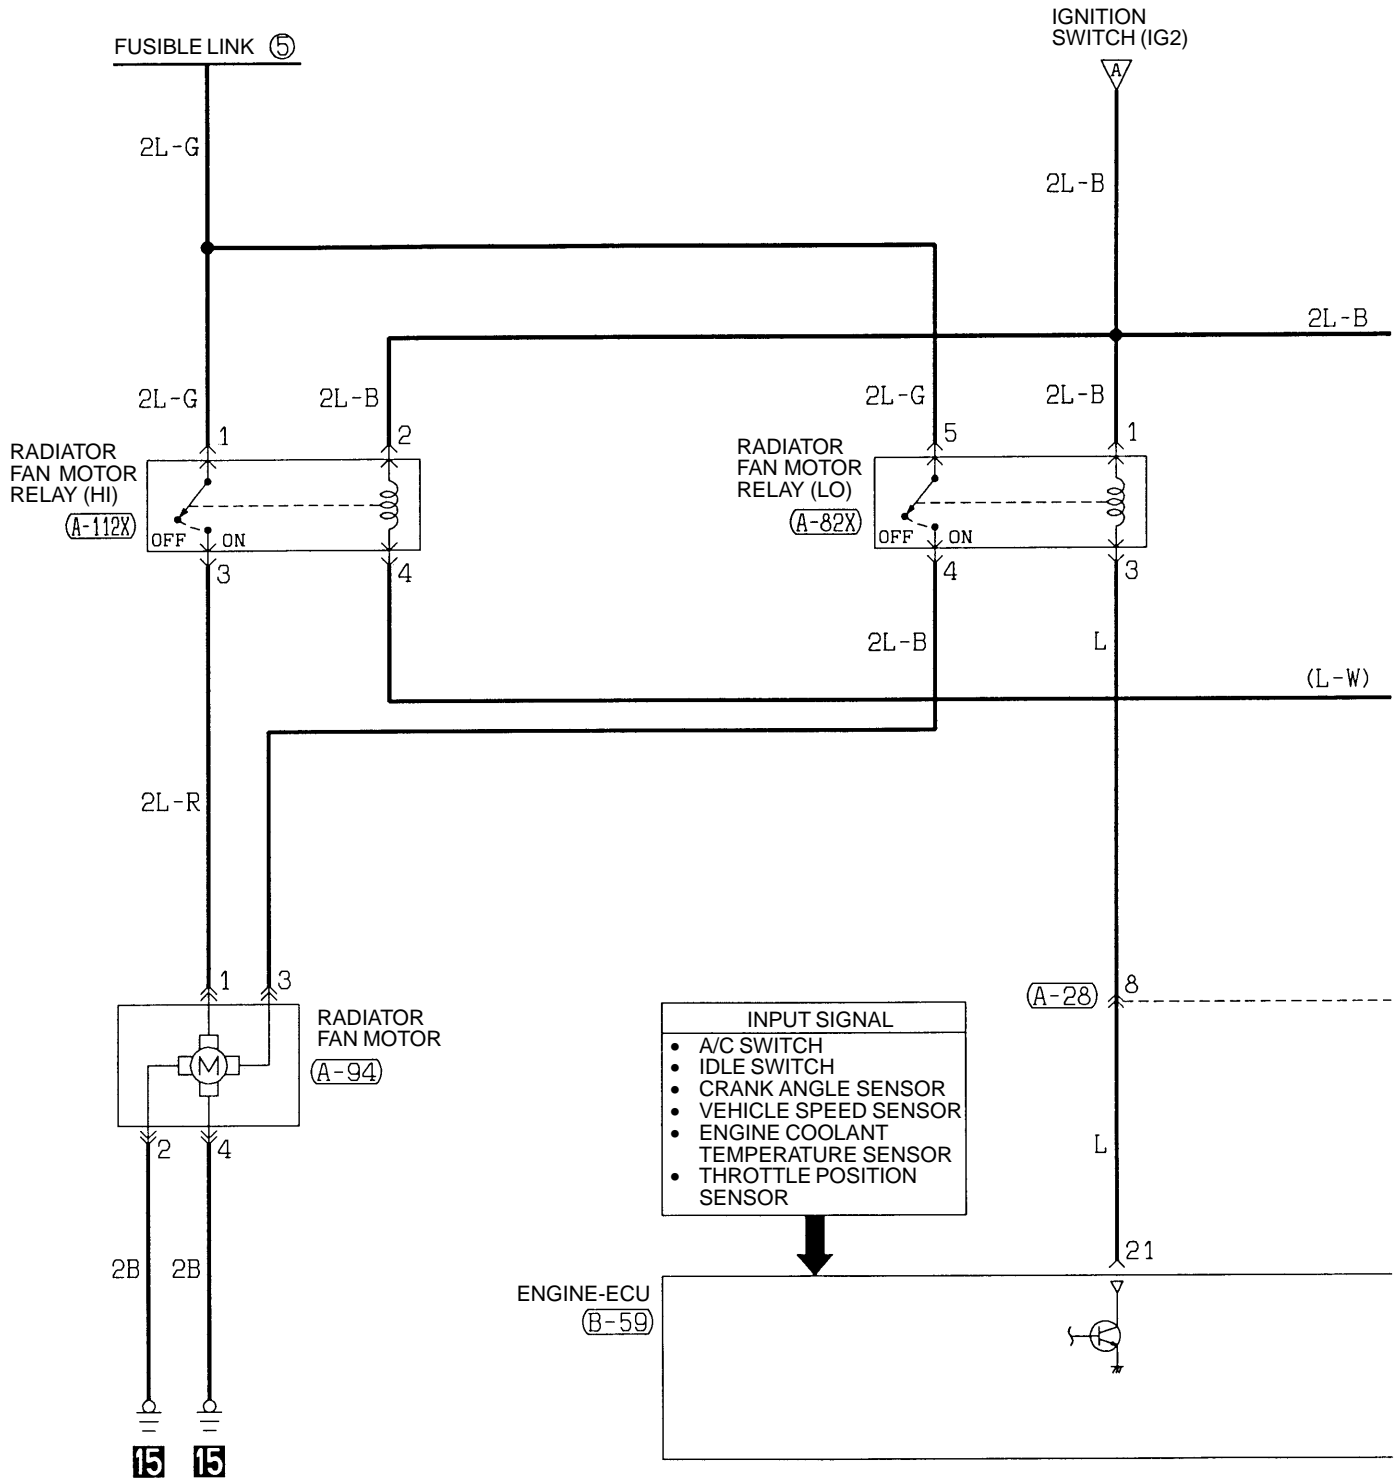 IGNITION
SWITCH (IG2)
FUSIBLE LINK ⑤
A
2L-G
2L-B
2L-B
2L-G
2L-B
2L-G
2L-B
1
2
5
1
RADIATOR
FAN MOTOR
RELAY (HI)
A-112X
OFF
ON
RADIATOR
FAN MOTOR
RELAY (LO)
A-82X
OFF
ON
3
4
4
3
2L-B
L
(L-W)
2L-R
1
3
RADIATOR
FAN MOTOR
A-94
M
2
4
A-28
8
INPUT SIGNAL
• A/C SWITCH
• IDLE SWITCH
• CRANK ANGLE SENSOR
• VEHICLE SPEED SENSOR
• ENGINE COOLANT
TEMPERATURE SENSOR
• THROTTLE POSITION
SENSOR
L
21
2B
2B
ENGINE-ECU
B-59
15
15